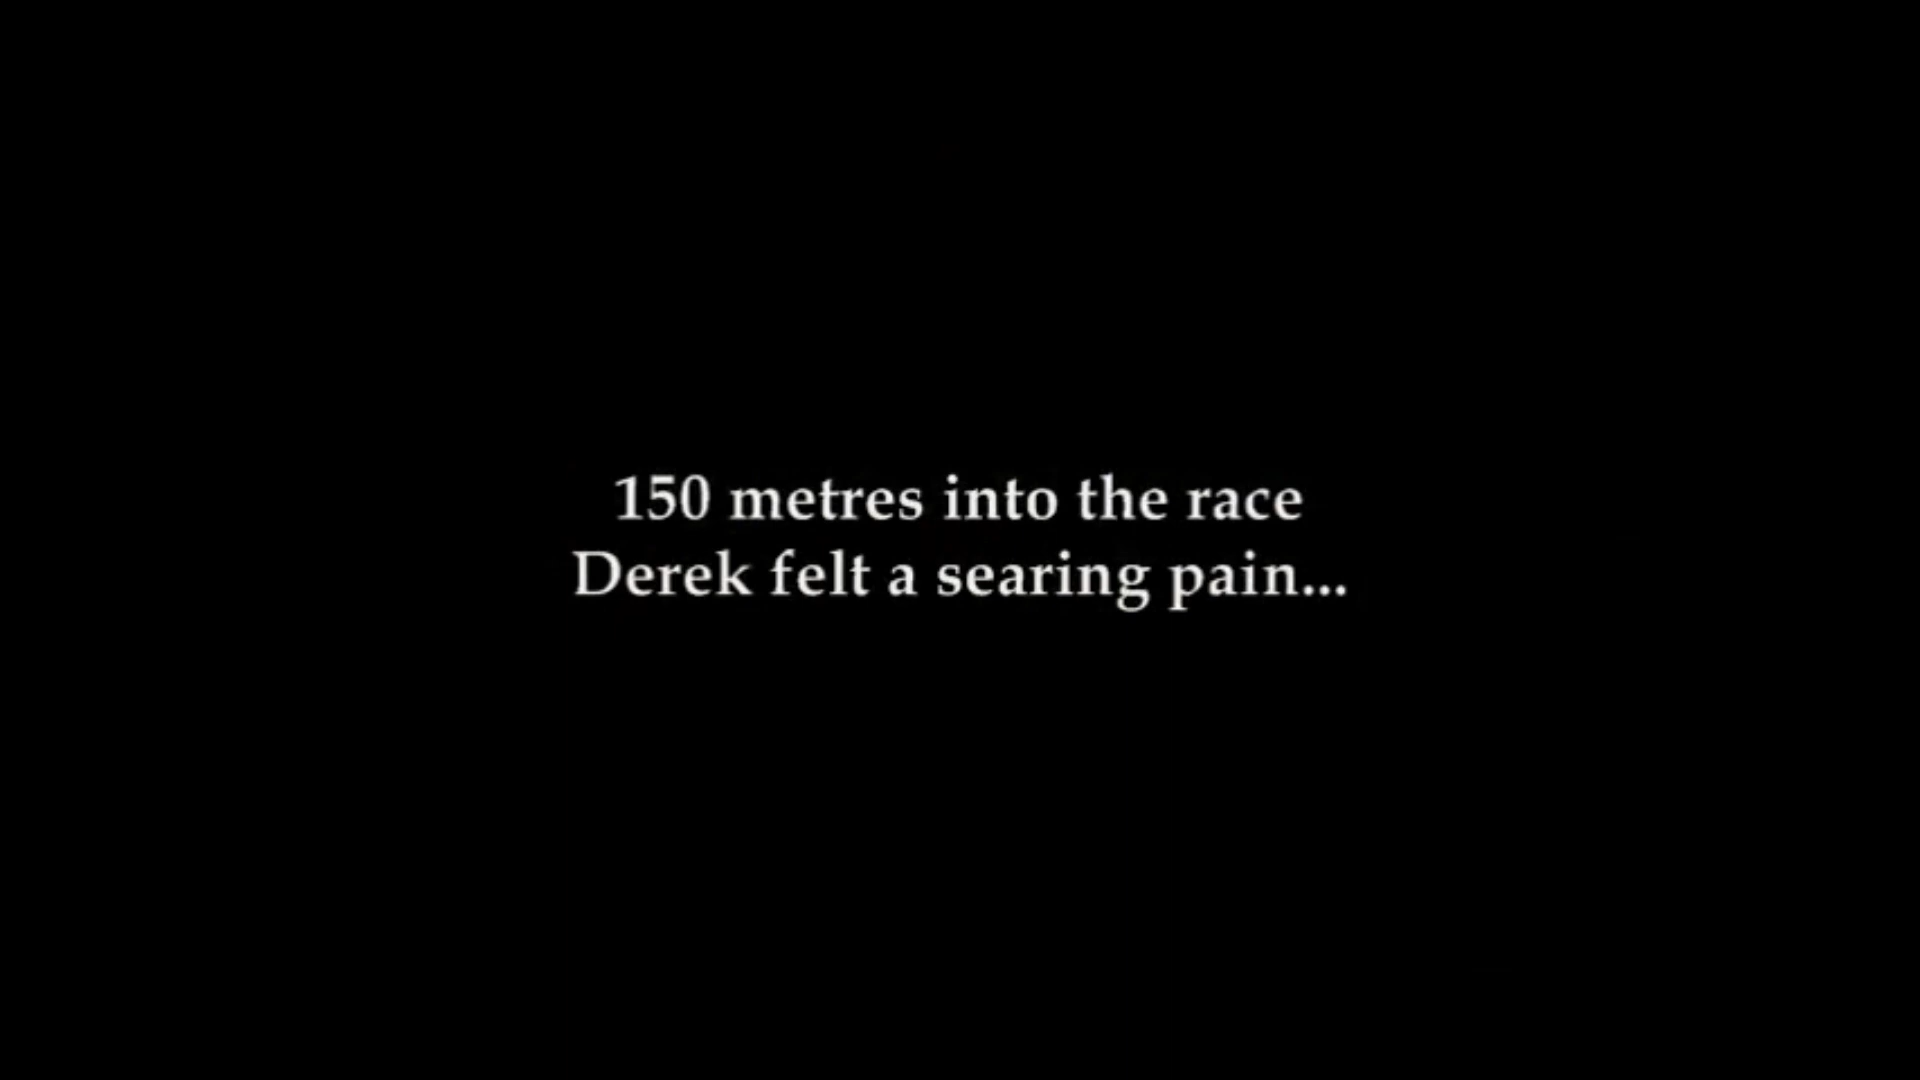 150 metres into the race
Derek felt a searing pain...